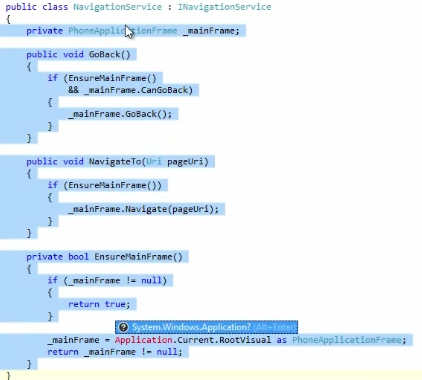 public class NavigationService : INavigationService
{
private PhoneApplicationFrame _mainFrame;
public void GoBack()
{
if (EnsureMainFrame()
&& _mainFrame.CanGoBack)
{
_mainFrame.GoBack();
}
}
public void NavigateTo(Uri pageUri)
{
if (EnsureMainFrame())
{
_mainFrame.Navigate(pageUri);
}
}
private bool EnsureMainFrame()
{
if (_mainFrame != null)
{
return true;
}
System.Windows.Application? (Alt+Enter)
_mainFrame = Application.Current.RootVisual as PhoneApplicationFrame;
return _mainFrame != null;
}
}